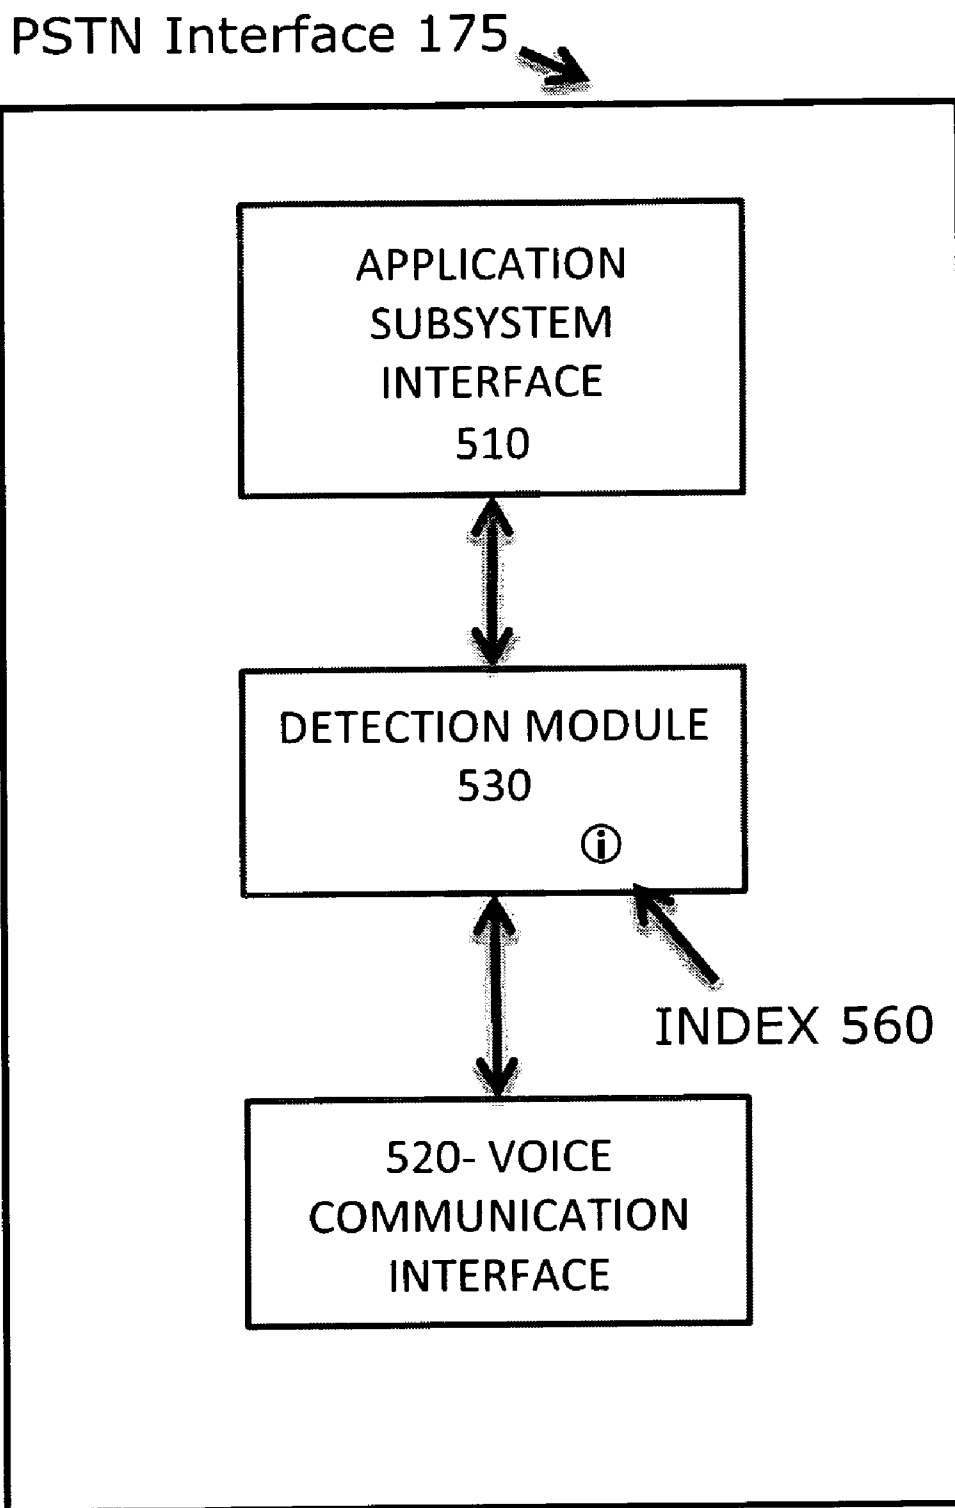 PSTN Interface 175
APPLICATION
SUBSYSTEM
INTERFACE
510
DETECTION MODULE
530
i
INDEX 560
520- VOICE
COMMUNICATION
INTERFACE